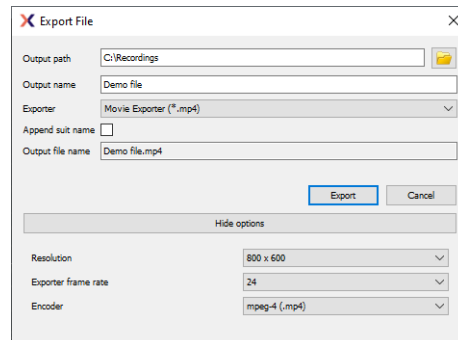 Export File
Output path C:\Recordings
Output name Demo file
Exporter Movie Exporter (*.mp4)
Append suit name
Output file name Demo file.mp4
Export Cancel
Hide options
Resolution 800 x 600
Exporter frame rate 24
Encoder mpeg-4 (.mp4)